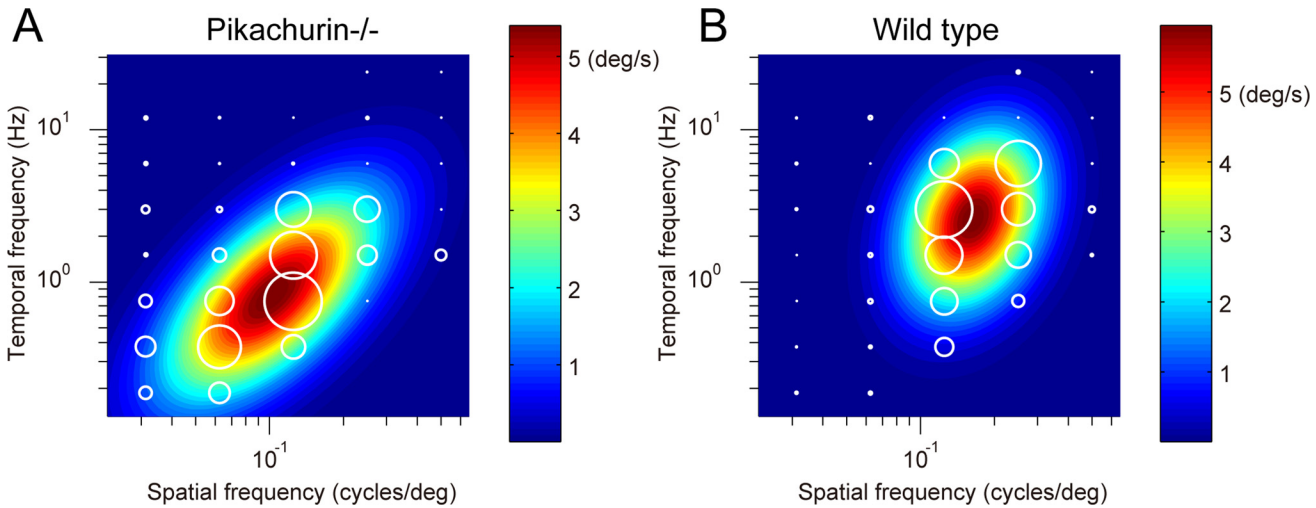 A
Pikachurin-/-
Temporal frequency (Hz)
10¹
10⁰
10⁻¹
Spatial frequency (cycles/deg)
5 (deg/s)
4
3
2
1
B
Wild type
Temporal frequency (Hz)
10¹
10⁰
10⁻¹
Spatial frequency (cycles/deg)
5 (deg/s)
4
3
2
1